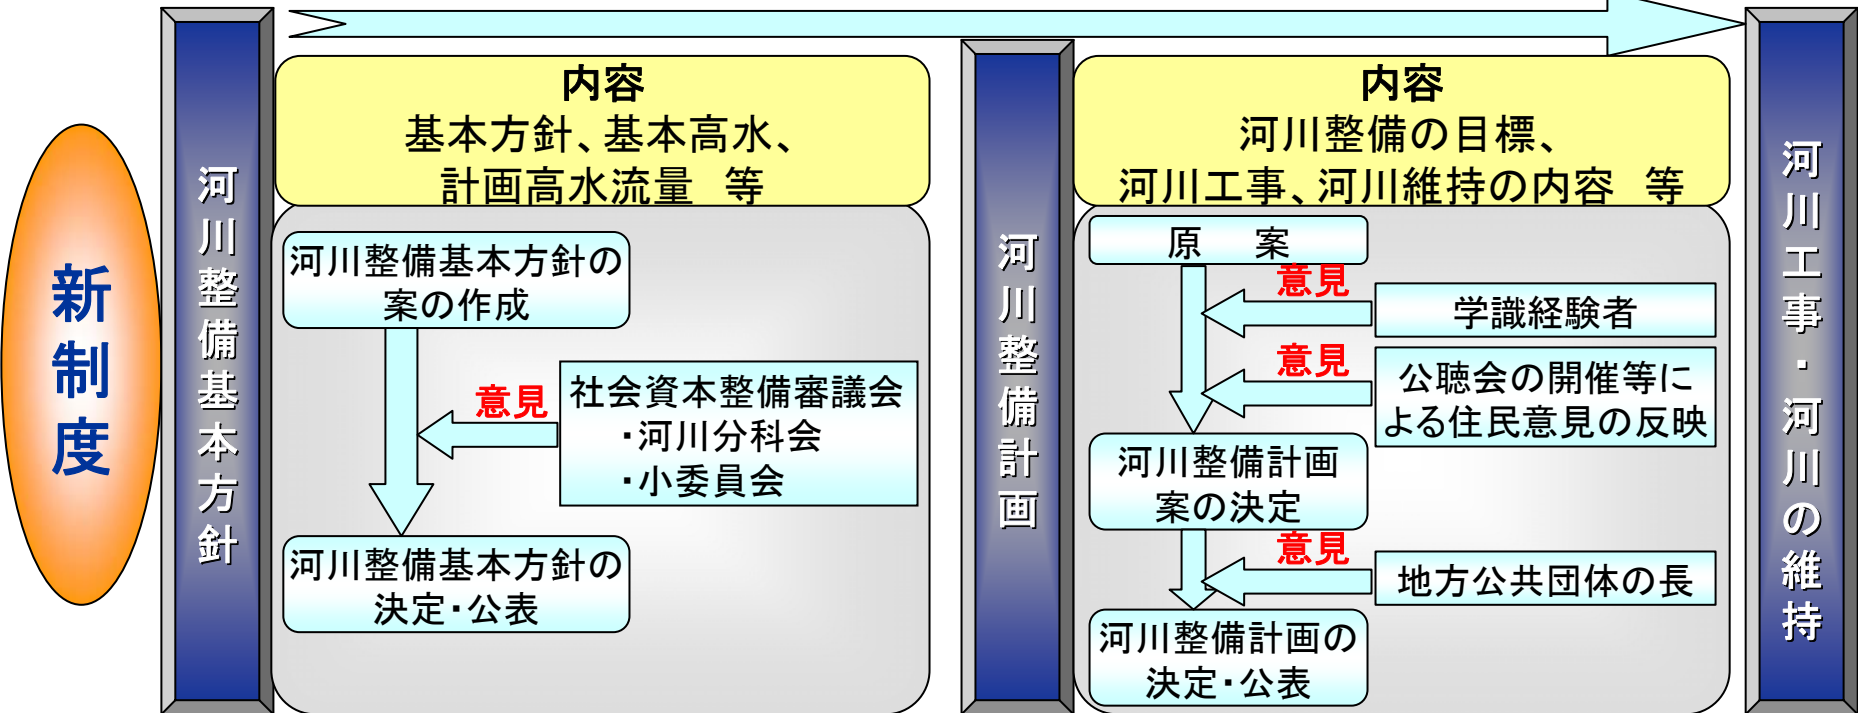 新制度
河川整備基本方針
内容
基本方針、基本高水、
計画高水流量　等
河川整備基本方針の
案の作成
意見
社会資本整備審議会
・河川分科会
・小委員会
河川整備基本方針の
決定・公表
河川整備計画
内容
河川整備の目標、
河川工事、河川維持の内容　等
原　案
意見
学識経験者
意見
公聴会の開催等に
よる住民意見の反映
河川整備計画
案の決定
意見
地方公共団体の長
河川整備計画の
決定・公表
河川工事・河川の維持